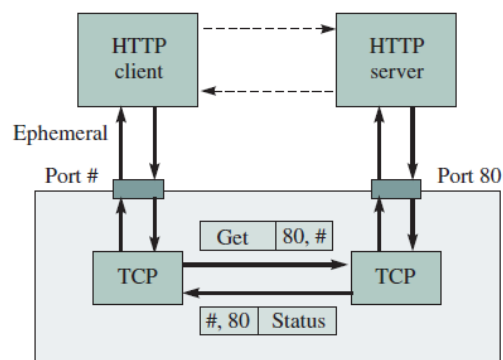 HTTP
client
HTTP
server
Ephemeral
Port #
Port 80
Get 80, #
TCP
TCP
#, 80 Status